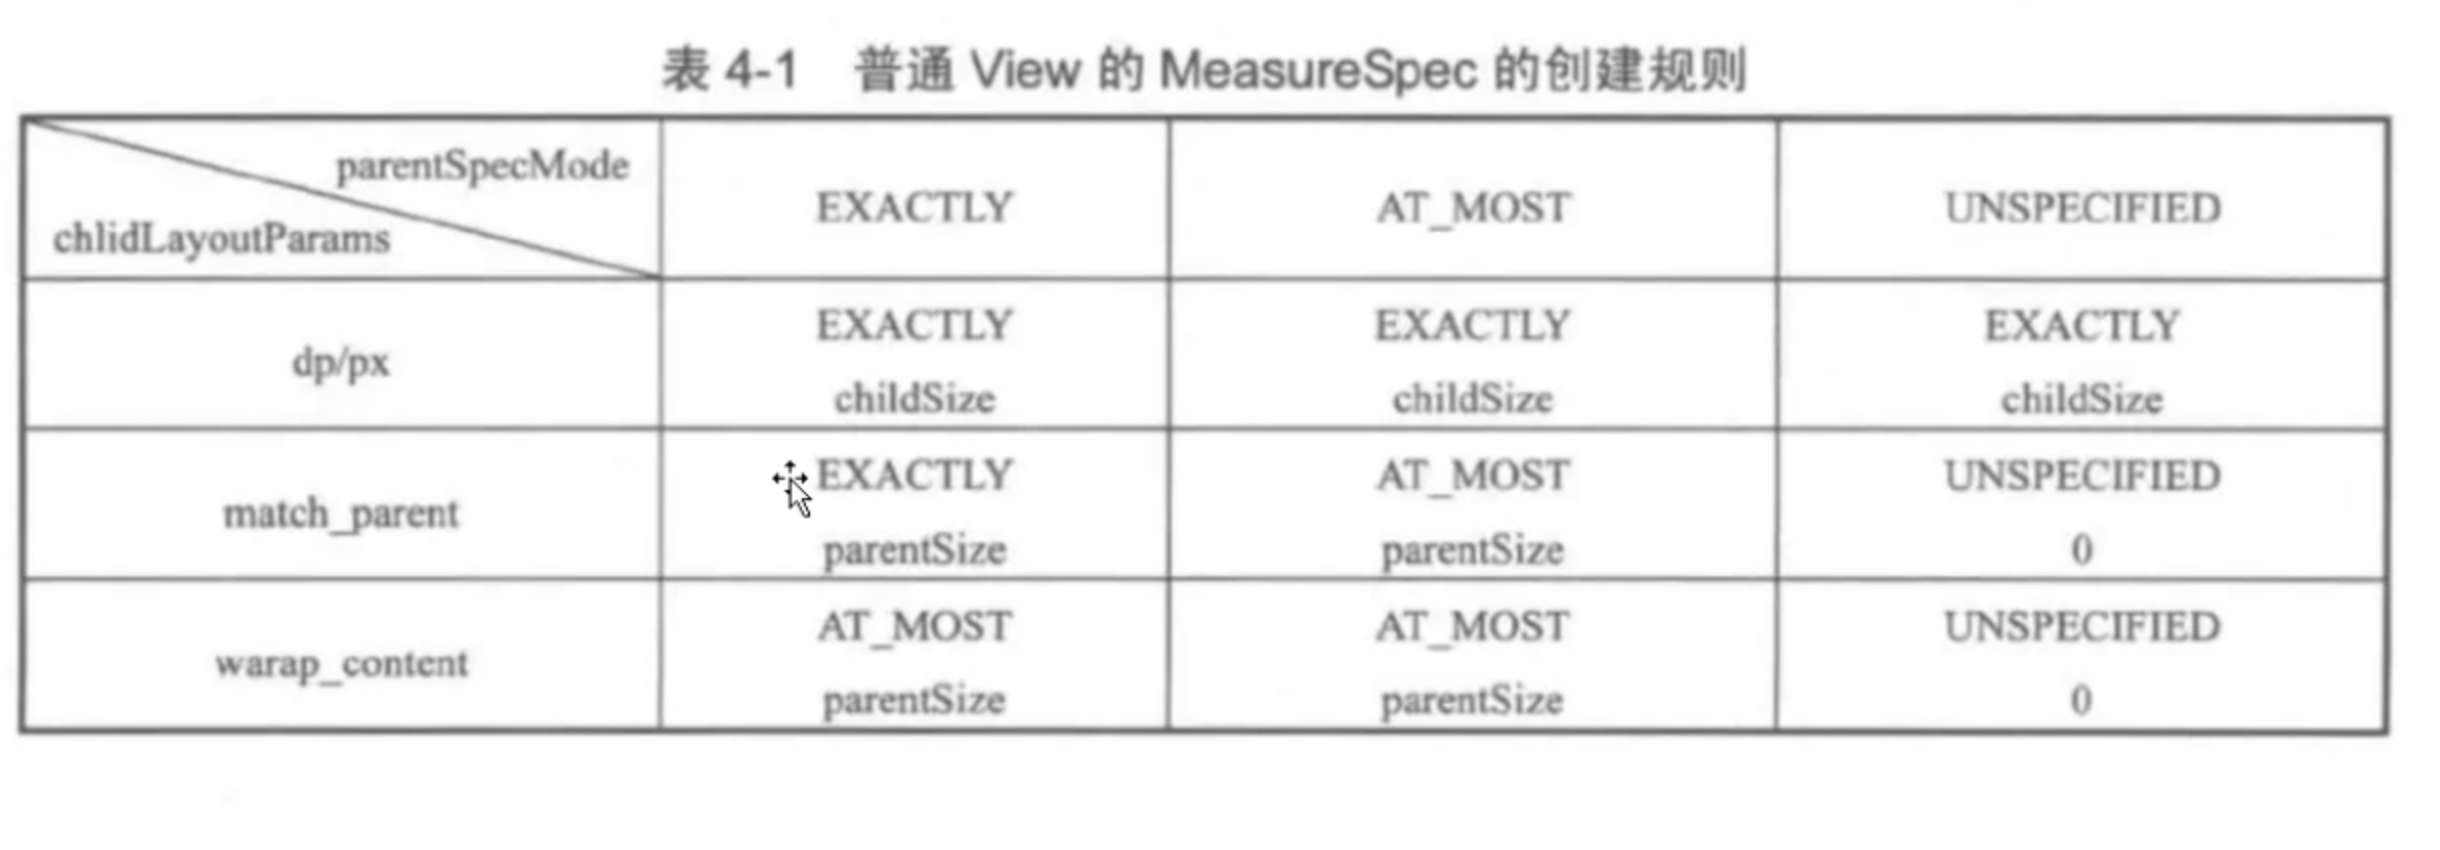 表 4-1 普通 View 的 MeasureSpec 的创建规则
parentSpecMode
chlidLayoutParams
EXACTLY
AT_MOST
UNSPECIFIED
dp/px
EXACTLY
childSize
EXACTLY
childSize
EXACTLY
childSize
match_parent
EXACTLY
parentSize
AT_MOST
parentSize
UNSPECIFIED
0
warap_content
AT_MOST
parentSize
AT_MOST
parentSize
UNSPECIFIED
0